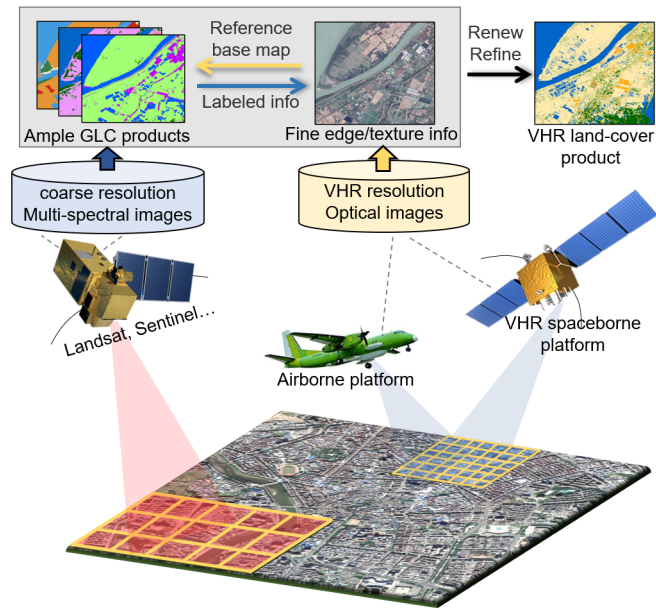 Reference
base map
Labeled info
Renew
Refine
Ample GLC products
Fine edge/texture info
VHR land-cover
product
coarse resolution
Multi-spectral images
VHR resolution
Optical images
Landsat, Sentinel…
Airborne platform
VHR spaceborne
platform